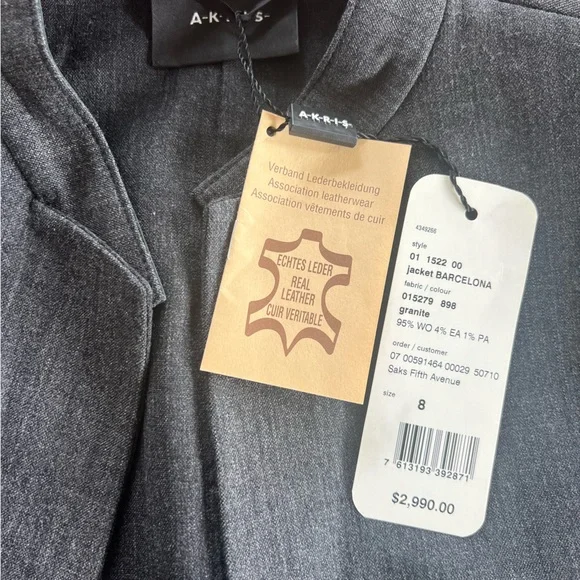 A-K-R-I-S-
A-K-R-I-S-
Verband Lederbekleidung
Association leatherwear
Association vêtements de cuir
ECHTES LEDER
REAL
LEATHER
CUIR VERITABLE
4349266
style
01 1522 00
jacket BARCELONA
fabric / colour
015279 898
granite
95% WO 4% EA 1% PA
order / customer
07 00591464 00029 50710
Saks Fifth Avenue
size
8
7 613193 392871
$2,990.00